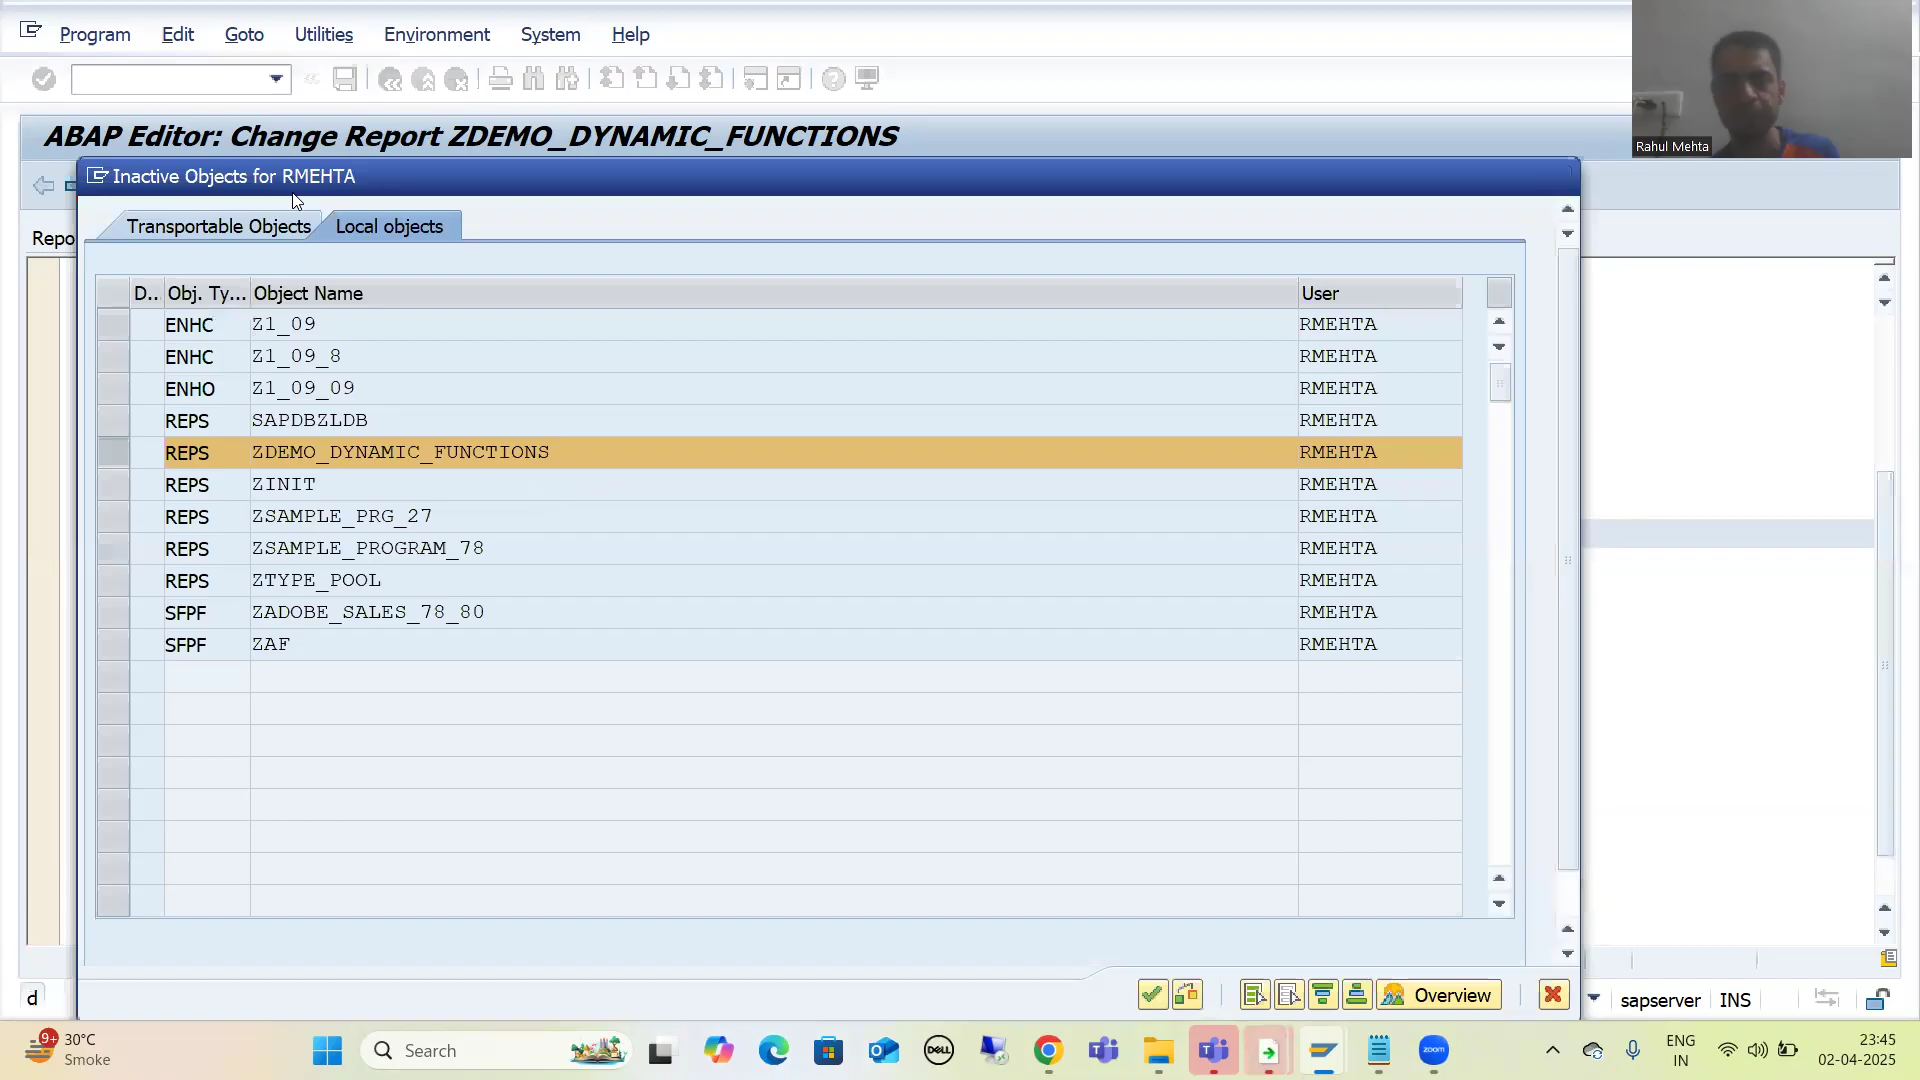 Program Edit Goto Utilities Environment System Help
ABAP Editor: Change Report ZDEMO_DYNAMIC_FUNCTIONS
Rahul Mehta
Inactive Objects for RMEHTA
Transportable Objects Local objects
Repo
D.. Obj. Ty... Object Name User
ENHC Z1_09 RMEHTA
ENHC Z1_09_8 RMEHTA
ENHO Z1_09_09 RMEHTA
REPS SAPDBZLDB RMEHTA
REPS ZDEMO_DYNAMIC_FUNCTIONS RMEHTA
REPS ZINIT RMEHTA
REPS ZSAMPLE_PRG_27 RMEHTA
REPS ZSAMPLE_PROGRAM_78 RMEHTA
REPS ZTYPE_POOL RMEHTA
SFPF ZADOBE_SALES_78_80 RMEHTA
SFPF ZAF RMEHTA
Overview
d
sapserver INS
9+ 30°C
Smoke
Search
DELL
zoom
ENG
IN
23:45
02-04-2025